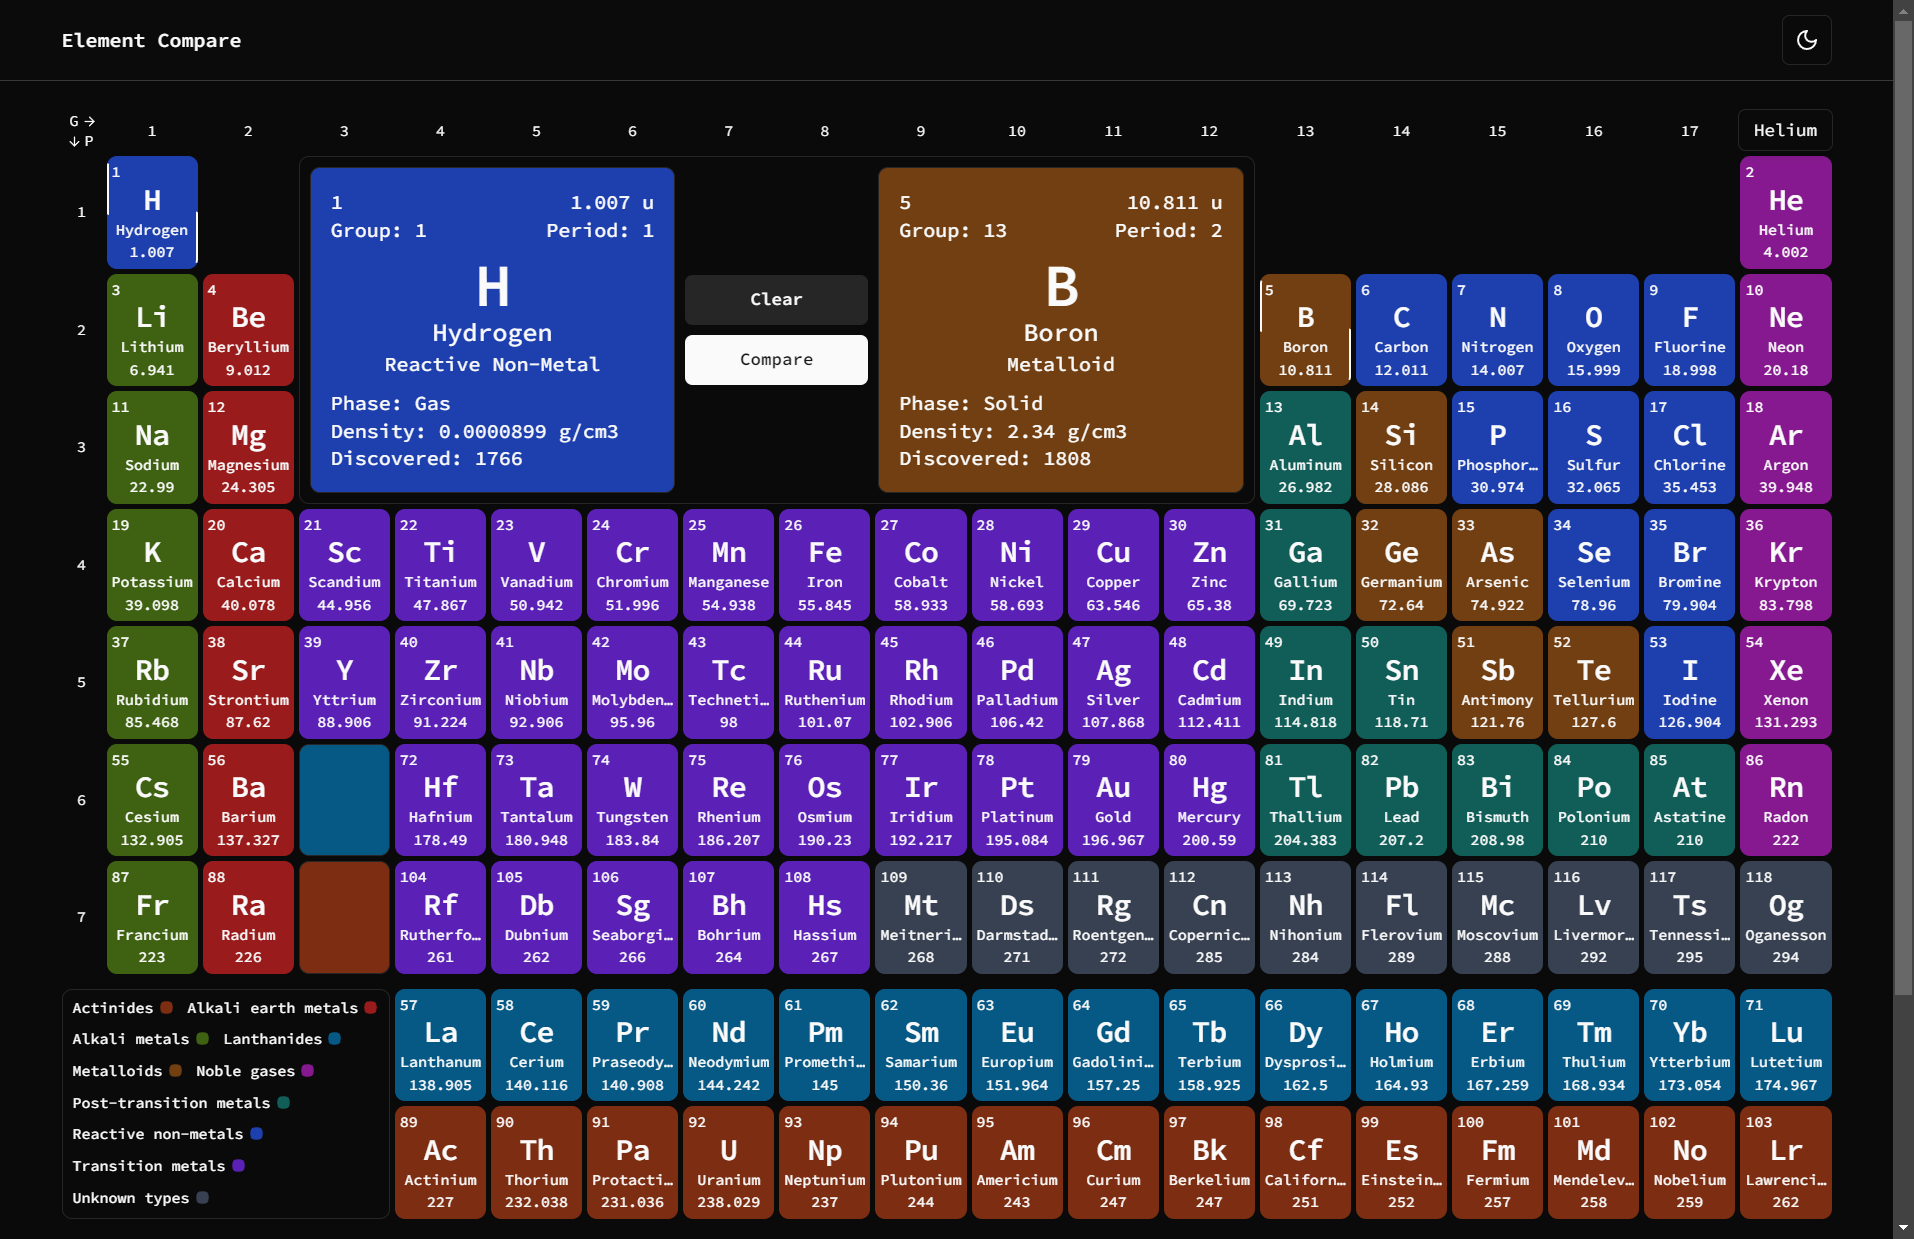 Element Compare
G →
↓ P
1 2 3 4 5 6 7 8 9 10 11 12 13 14 15 16 17 Helium
1
1
H
Hydrogen
1.007
1 1.007 u
Group: 1 Period: 1
H
Hydrogen
Reactive Non-Metal
Phase: Gas
Density: 0.0000899 g/cm3
Discovered: 1766
Clear
Compare
5 10.811 u
Group: 13 Period: 2
B
Boron
Metalloid
Phase: Solid
Density: 2.34 g/cm3
Discovered: 1808
2
He
Helium
4.002
2
3 4 5 6 7 8 9 10
Li Be B C N O F Ne
Lithium Beryllium Boron Carbon Nitrogen Oxygen Fluorine Neon
6.941 9.012 10.811 12.011 14.007 15.999 18.998 20.18
3
11 12 13 14 15 16 17 18
Na Mg Al Si P S Cl Ar
Sodium Magnesium Aluminum Silicon Phosphor… Sulfur Chlorine Argon
22.99 24.305 26.982 28.086 30.974 32.065 35.453 39.948
4
19 20 21 22 23 24 25 26 27 28 29 30 31 32 33 34 35 36
K Ca Sc Ti V Cr Mn Fe Co Ni Cu Zn Ga Ge As Se Br Kr
Potassium Calcium Scandium Titanium Vanadium Chromium Manganese Iron Cobalt Nickel Copper Zinc Gallium Germanium Arsenic Selenium Bromine Krypton
39.098 40.078 44.956 47.867 50.942 51.996 54.938 55.845 58.933 58.693 63.546 65.38 69.723 72.64 74.922 78.96 79.904 83.798
5
37 38 39 40 41 42 43 44 45 46 47 48 49 50 51 52 53 54
Rb Sr Y Zr Nb Mo Tc Ru Rh Pd Ag Cd In Sn Sb Te I Xe
Rubidium Strontium Yttrium Zirconium Niobium Molybden… Techneti… Ruthenium Rhodium Palladium Silver Cadmium Indium Tin Antimony Tellurium Iodine Xenon
85.468 87.62 88.906 91.224 92.906 95.96 98 101.07 102.906 106.42 107.868 112.411 114.818 118.71 121.76 127.6 126.904 131.293
6
55 56 72 73 74 75 76 77 78 79 80 81 82 83 84 85 86
Cs Ba Hf Ta W Re Os Ir Pt Au Hg Tl Pb Bi Po At Rn
Cesium Barium Hafnium Tantalum Tungsten Rhenium Osmium Iridium Platinum Gold Mercury Thallium Lead Bismuth Polonium Astatine Radon
132.905 137.327 178.49 180.948 183.84 186.207 190.23 192.217 195.084 196.967 200.59 204.383 207.2 208.98 210 210 222
7
87 88 104 105 106 107 108 109 110 111 112 113 114 115 116 117 118
Fr Ra Rf Db Sg Bh Hs Mt Ds Rg Cn Nh Fl Mc Lv Ts Og
Francium Radium Rutherfo… Dubnium Seaborgi… Bohrium Hassium Meitneri… Darmstad… Roentgen… Copernic… Nihonium Flerovium Moscovium Livermor… Tennessi… Oganesson
223 226 261 262 266 264 267 268 271 272 285 284 289 288 292 295 294
Actinides Alkali earth metals
Alkali metals Lanthanides
Metalloids Noble gases
Post-transition metals
Reactive non-metals
Transition metals
Unknown types
57 58 59 60 61 62 63 64 65 66 67 68 69 70 71
La Ce Pr Nd Pm Sm Eu Gd Tb Dy Ho Er Tm Yb Lu
Lanthanum Cerium Praseody… Neodymium Promethi… Samarium Europium Gadolini… Terbium Dysprosi… Holmium Erbium Thulium Ytterbium Lutetium
138.905 140.116 140.908 144.242 145 150.36 151.964 157.25 158.925 162.5 164.93 167.259 168.934 173.054 174.967
89 90 91 92 93 94 95 96 97 98 99 100 101 102 103
Ac Th Pa U Np Pu Am Cm Bk Cf Es Fm Md No Lr
Actinium Thorium Protacti… Uranium Neptunium Plutonium Americium Curium Berkelium Californ… Einstein… Fermium Mendelev… Nobelium Lawrenci…
227 232.038 231.036 238.029 237 244 243 247 247 251 252 257 258 259 262